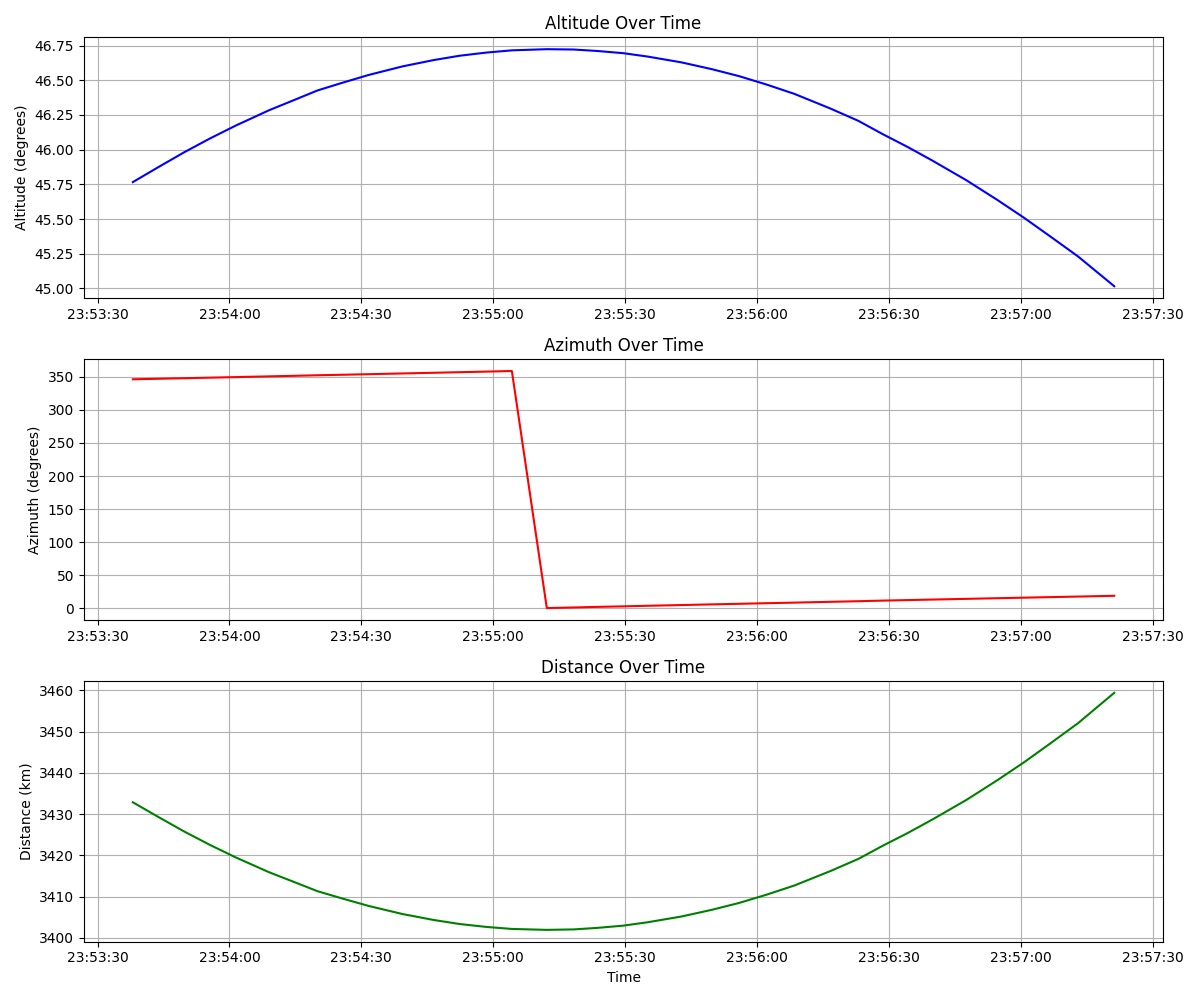 Altitude Over Time
Altitude (degrees)
46.75
46.50
46.25
46.00
45.75
45.50
45.25
45.00
23:53:30 23:54:00 23:54:30 23:55:00 23:55:30 23:56:00 23:56:30 23:57:00 23:57:30
Azimuth Over Time
Azimuth (degrees)
350
300
250
200
150
100
50
0
23:53:30 23:54:00 23:54:30 23:55:00 23:55:30 23:56:00 23:56:30 23:57:00 23:57:30
Distance Over Time
Distance (km)
3460
3450
3440
3430
3420
3410
3400
23:53:30 23:54:00 23:54:30 23:55:00 23:55:30 23:56:00 23:56:30 23:57:00 23:57:30
Time